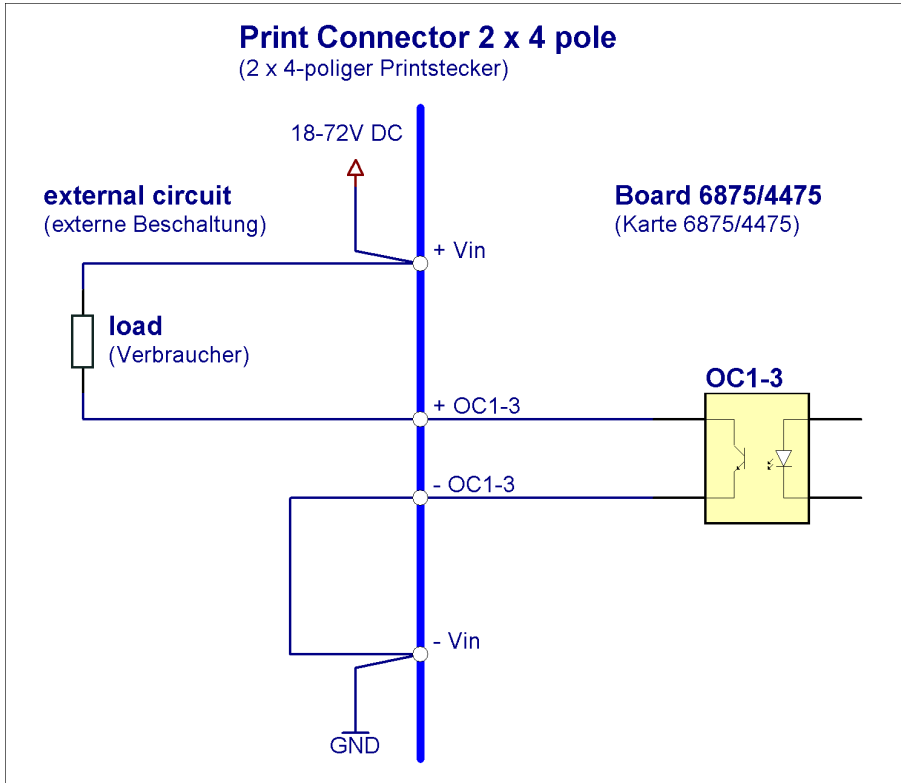 Print Connector 2 x 4 pole
(2 x 4-poliger Printstecker)
18-72V DC
external circuit
(externe Beschaltung)
Board 6875/4475
(Karte 6875/4475)
+ Vin
load
(Verbraucher)
OC1-3
+ OC1-3
- OC1-3
- Vin
GND